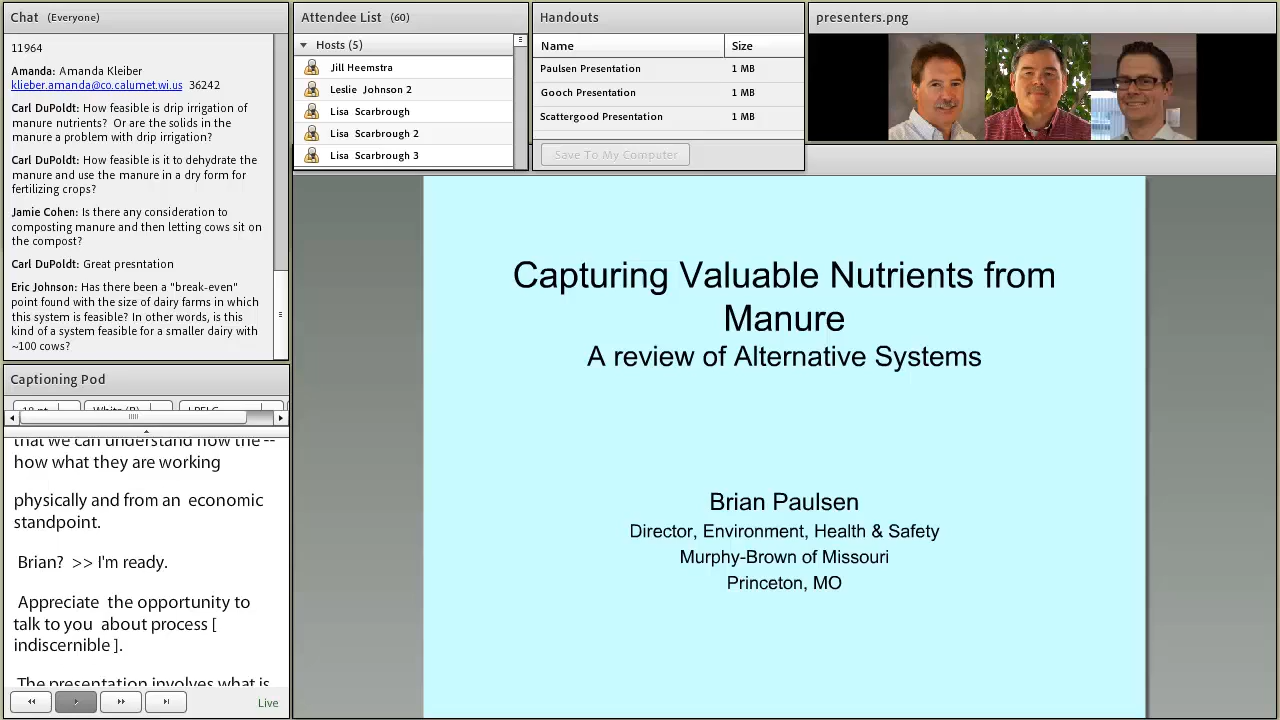 Chat (Everyone)
11964
Amanda: Amanda Kleiber
klieber.amanda@co.calumet.wi.us 36242
Carl DuPoldt: How feasible is drip irrigation of
manure nutrients? Or are the solids in the
manure a problem with drip irrigation?
Carl DuPoldt: How feasible is it to dehydrate the
manure and use the manure in a dry form for
fertilizing crops?
Jamie Cohen: Is there any consideration to
composting manure and then letting cows sit on
the compost?
Carl DuPoldt: Great presntation
Eric Johnson: Has there been a "break-even"
point found with the size of dairy farms in which
this system is feasible? In other words, is this
kind of a system feasible for a smaller dairy with
~100 cows?
Captioning Pod
18 pt White (B) LPELC
that we can understand how the --
how what they are working
physically and from an economic
standpoint.
Brian? >> I'm ready.
Appreciate the opportunity to
talk to you about process [
indiscernible ].
The presentation involves what is
Live
Attendee List (60)
Hosts (5)
Jill Heemstra
Leslie Johnson 2
Lisa Scarbrough
Lisa Scarbrough 2
Lisa Scarbrough 3
Handouts
Name Size
Paulsen Presentation 1 MB
Gooch Presentation 1 MB
Scattergood Presentation 1 MB
Save To My Computer
presenters.png
Capturing Valuable Nutrients from
Manure
A review of Alternative Systems
Brian Paulsen
Director, Environment, Health & Safety
Murphy-Brown of Missouri
Princeton, MO